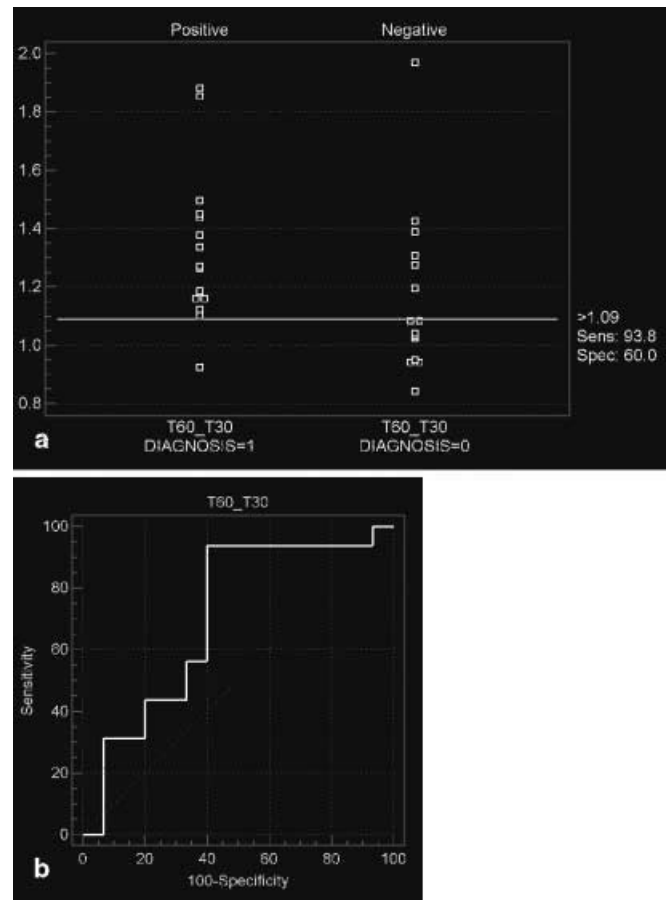 Positive Negative
2.0
1.8
1.6
1.4
1.2
1.0
0.8
>1.09
Sens: 93.8
Spec: 60.0
T60_T30 T60_T30
DIAGNOSIS=1 DIAGNOSIS=0
a
T60_T30
100
80
60
40
20
0
Sensitivity
0 20 40 60 80 100
100-Specificity
b